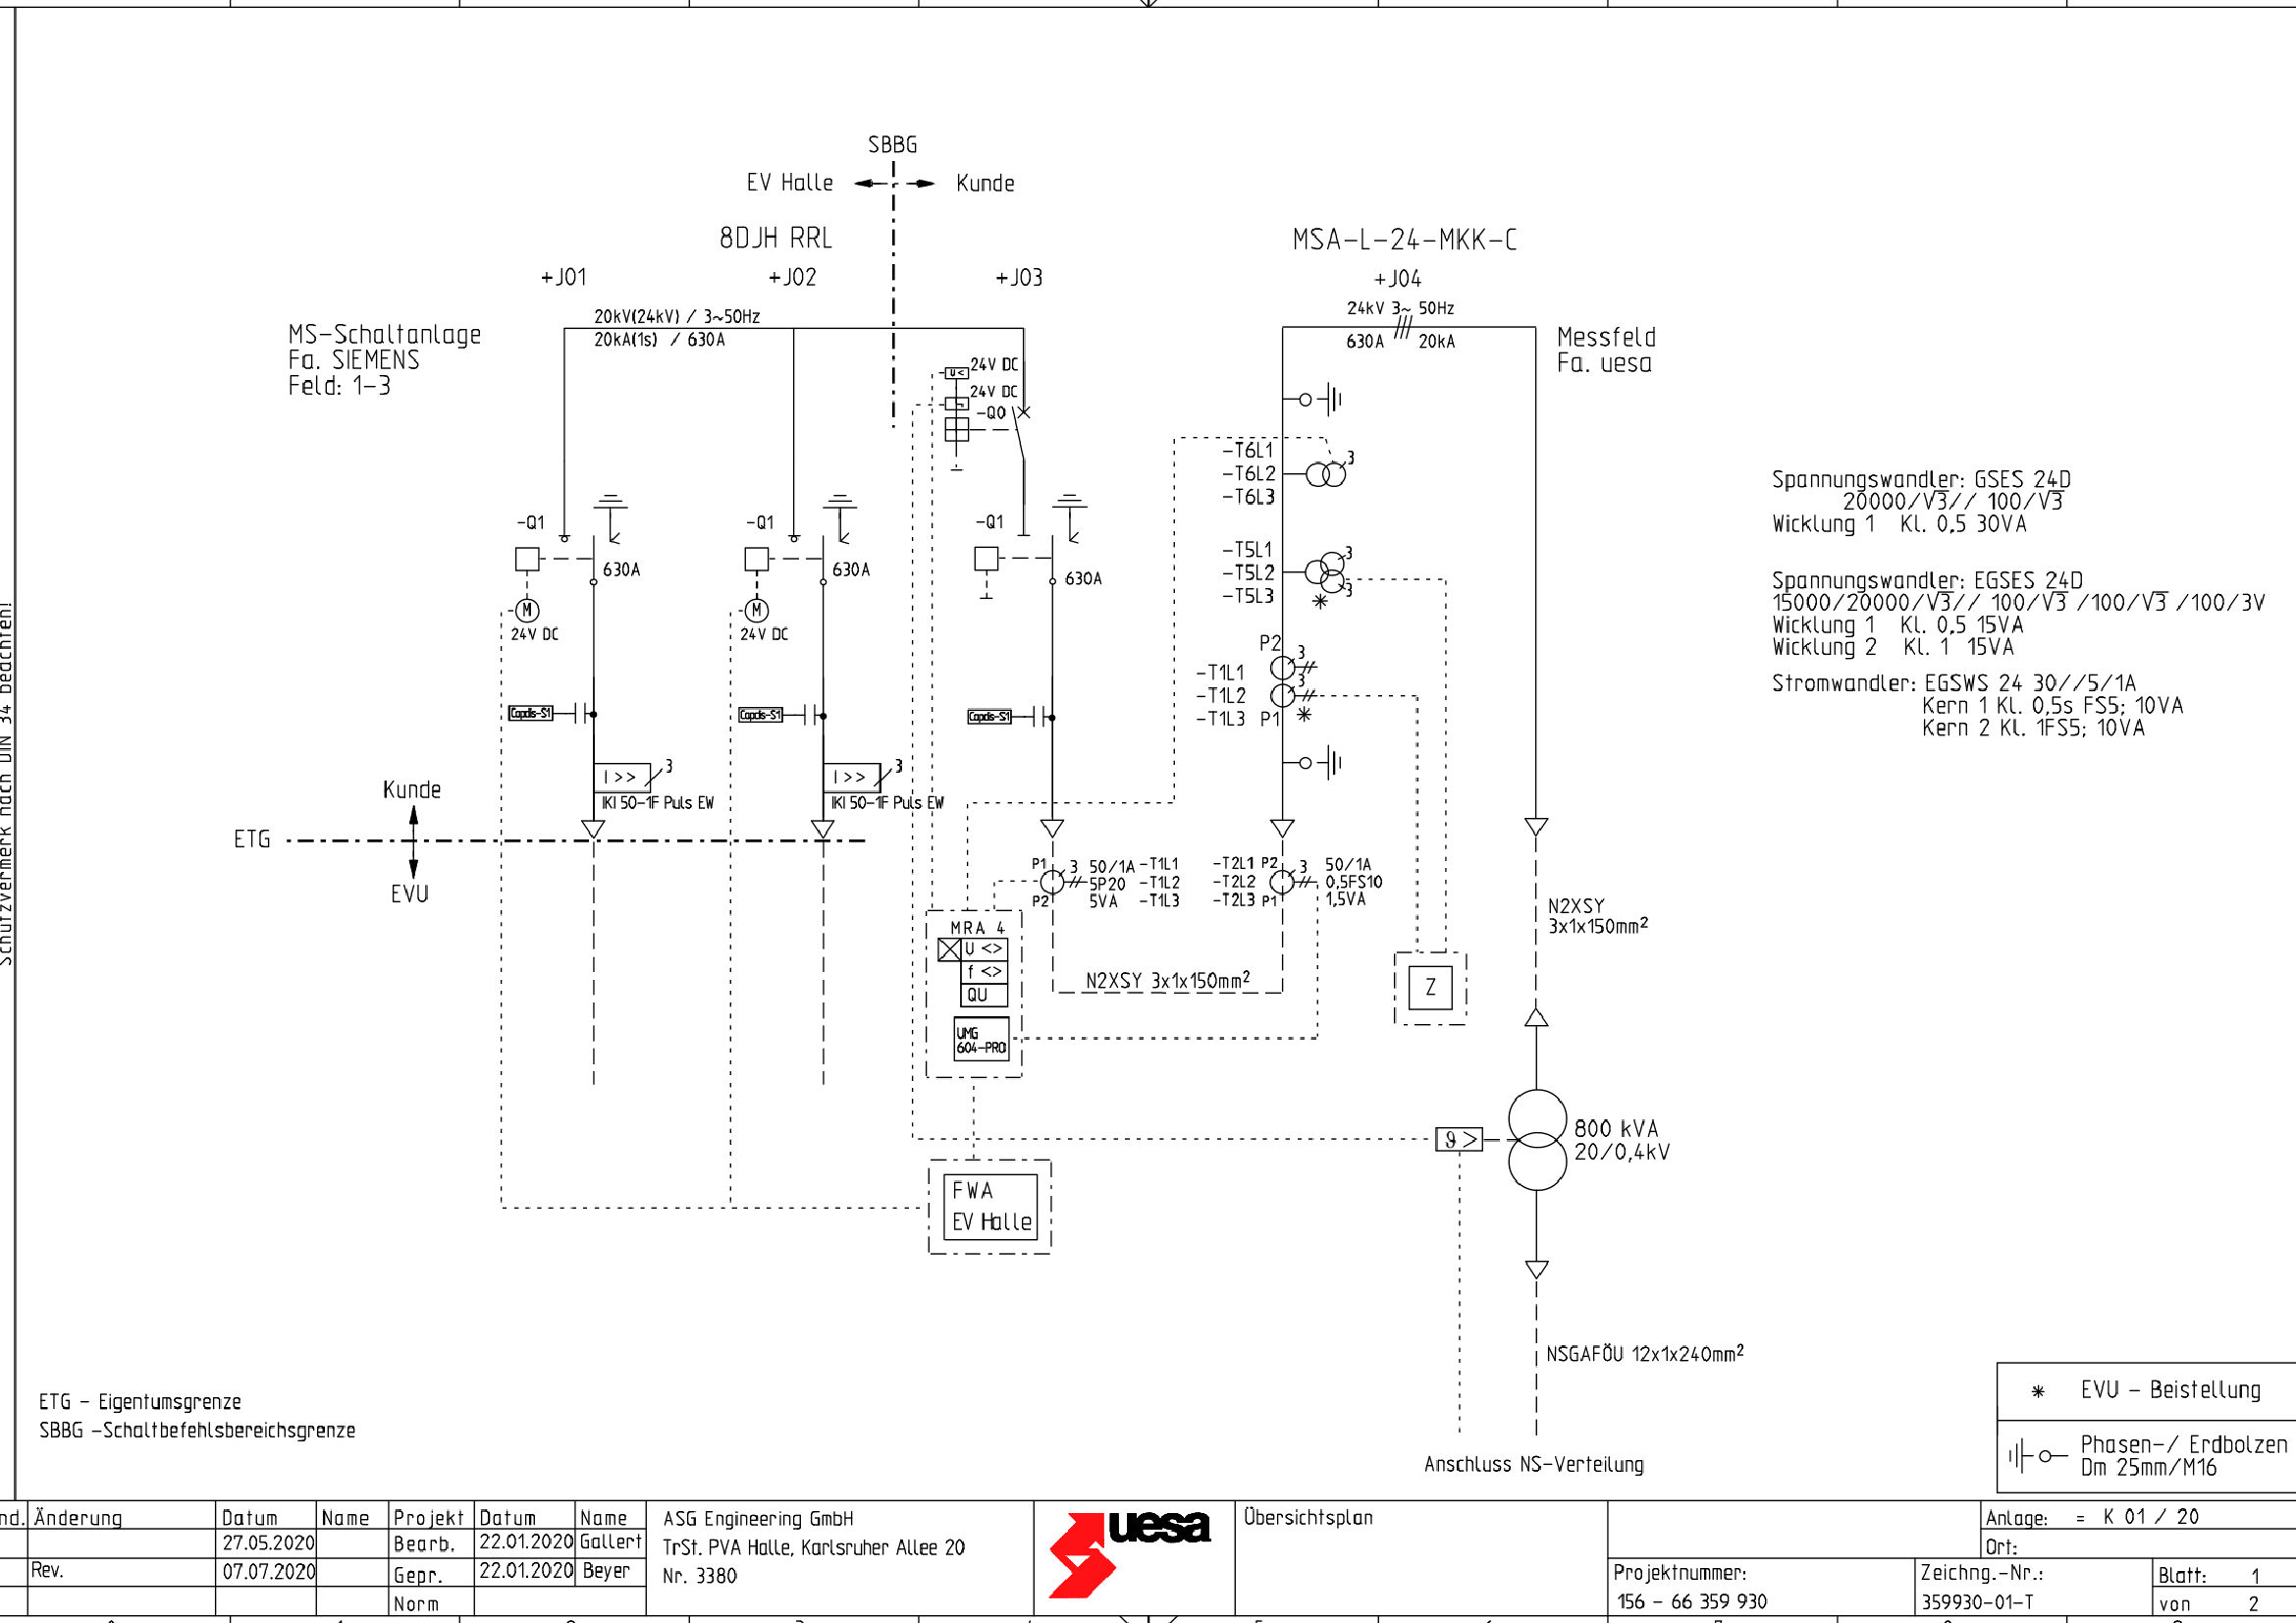 SBBG
EV Halle
Kunde
8DJH RRL
MSA-L-24-MKK-C
+J01
+J02
+J03
+J04
MS-Schaltanlage
Fa. SIEMENS
Feld: 1-3
20kV(24kV) / 3~50Hz
20kA(1s) / 630A
24kV 3~ 50Hz
630A
20kA
Messfeld
Fa. uesa
U<
24V DC
24V DC
-Q0
-T6L1
-T6L2
-T6L3
3
-Q1
630A
M
24V DC
-Q1
630A
M
24V DC
-Q1
630A
-T5L1
-T5L2
-T5L3
3
3
*
P2
3
-T1L1
3
-T1L2
-T1L3
P1
*
Spannungswandler: GSES 24D
20000/√3// 100/√3
Wicklung 1 Kl. 0,5 30VA
Spannungswandler: EGSES 24D
15000/20000/√3// 100/√3 /100/√3 /100/3V
Wicklung 1 Kl. 0,5 15VA
Wicklung 2 Kl. 1 15VA
Stromwandler: EGSWS 24 30//5/1A
Kern 1 Kl. 0,5s FS5; 10VA
Kern 2 Kl. 1FS5; 10VA
Capdis-S1
Capdis-S1
Capdis-S1
I >>
3
IKI 50-1F Puls EW
I >>
3
IKI 50-1F Puls EW
Kunde
ETG
EVU
P1
3
50/1A
-T1L1
5P20
-T1L2
P2
5VA
-T1L3
-T2L1
P2
3
50/1A
-T2L2
0,5FS10
-T2L3
P1
1,5VA
MRA 4
U <>
f <>
QU
UMG
604-PRO
N2XSY 3x1x150mm²
Z
N2XSY
3x1x150mm²
ϑ >
800 kVA
20/0,4kV
FWA
EV Halle
NSGAFÖU 12x1x240mm²
Anschluss NS-Verteilung
ETG - Eigentumsgrenze
SBBG -Schaltbefehlsbereichsgrenze
* EVU - Beistellung
Phasen-/ Erdbolzen
Dm 25mm/M16
Schutzvermerk nach DIN 34 beachten!
nd. Änderung Datum Name Projekt Datum Name
27.05.2020 Bearb. 22.01.2020 Gallert
Rev. 07.07.2020 Gepr. 22.01.2020 Beyer
Norm
ASG Engineering GmbH
TrSt. PVA Halle, Karlsruher Allee 20
Nr. 3380
uesa
Übersichtsplan
Anlage: = K 01 / 20
Ort:
Projektnummer:
156 - 66 359 930
Zeichng.-Nr.:
359930-01-T
Blatt: 1
von 2